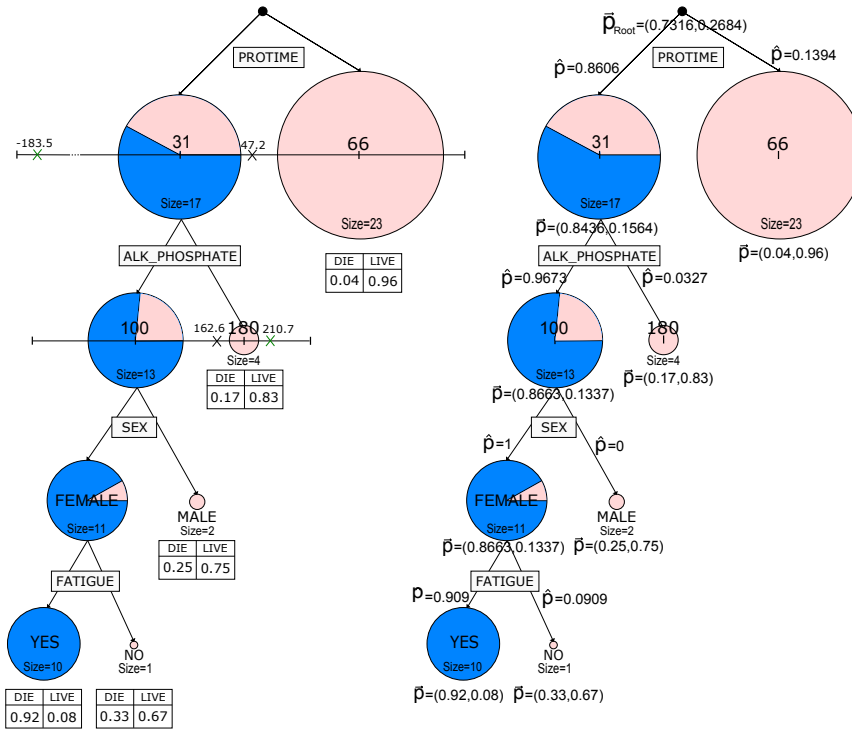 PROTIME
-183.5
31
47.2
66
Size=17
Size=23
ALK_PHOSPHATE
DIE LIVE
0.04 0.96
100
162.6
180
210.7
Size=13
Size=4
DIE LIVE
0.17 0.83
SEX
FEMALE
Size=11
MALE
Size=2
DIE LIVE
0.25 0.75
FATIGUE
YES
Size=10
NO
Size=1
DIE LIVE
0.92 0.08
DIE LIVE
0.33 0.67
p⃗Root=(0.7316,0.2684)
PROTIME
p̂=0.8606
p̂=0.1394
31
66
Size=17
Size=23
p⃗=(0.8436,0.1564)
p⃗=(0.04,0.96)
ALK_PHOSPHATE
p̂=0.9673
p̂=0.0327
100
180
Size=13
Size=4
p⃗=(0.8663,0.1337)
p⃗=(0.17,0.83)
SEX
p̂=1
p̂=0
FEMALE
Size=11
MALE
Size=2
p⃗=(0.8663,0.1337)
p⃗=(0.25,0.75)
FATIGUE
p=0.909
p̂=0.0909
YES
Size=10
NO
Size=1
p⃗=(0.92,0.08)
p⃗=(0.33,0.67)